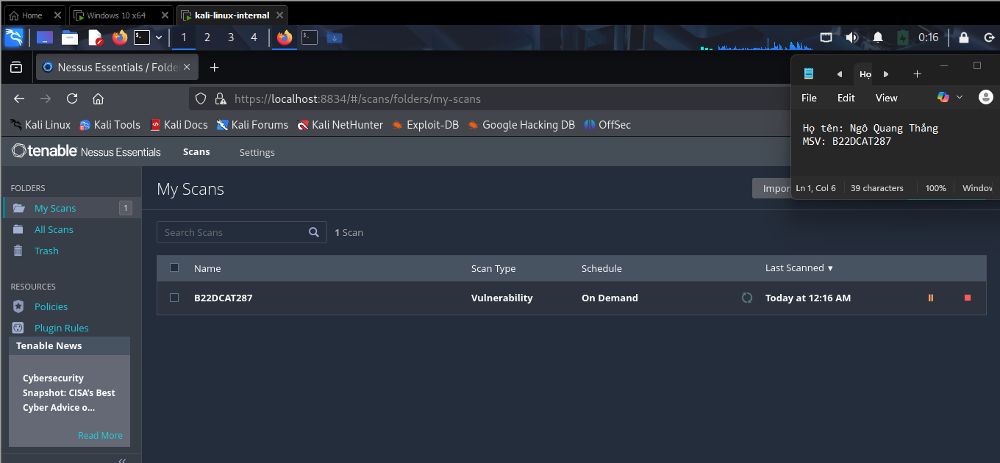 Home
Windows 10 x64
kali-linux-internal
1 2 3 4
0:16
Nessus Essentials / Folde
https://localhost:8834/#/scans/folders/my-scans
Kali Linux
Kali Tools
Kali Docs
Kali Forums
Kali NetHunter
Exploit-DB
Google Hacking DB
OffSec
Họ
File Edit View
Họ tên: Ngô Quang Thắng
MSV: B22DCAT287
Ln 1, Col 6
39 characters
100%
Window
tenable Nessus Essentials
Scans
Settings
FOLDERS
My Scans 1
All Scans
Trash
RESOURCES
Policies
Plugin Rules
Tenable News
Cybersecurity
Snapshot: CISA's Best
Cyber Advice o...
Read More
My Scans
Impor
Search Scans
1 Scan
Name Scan Type Schedule Last Scanned ▼
B22DCAT287 Vulnerability On Demand Today at 12:16 AM